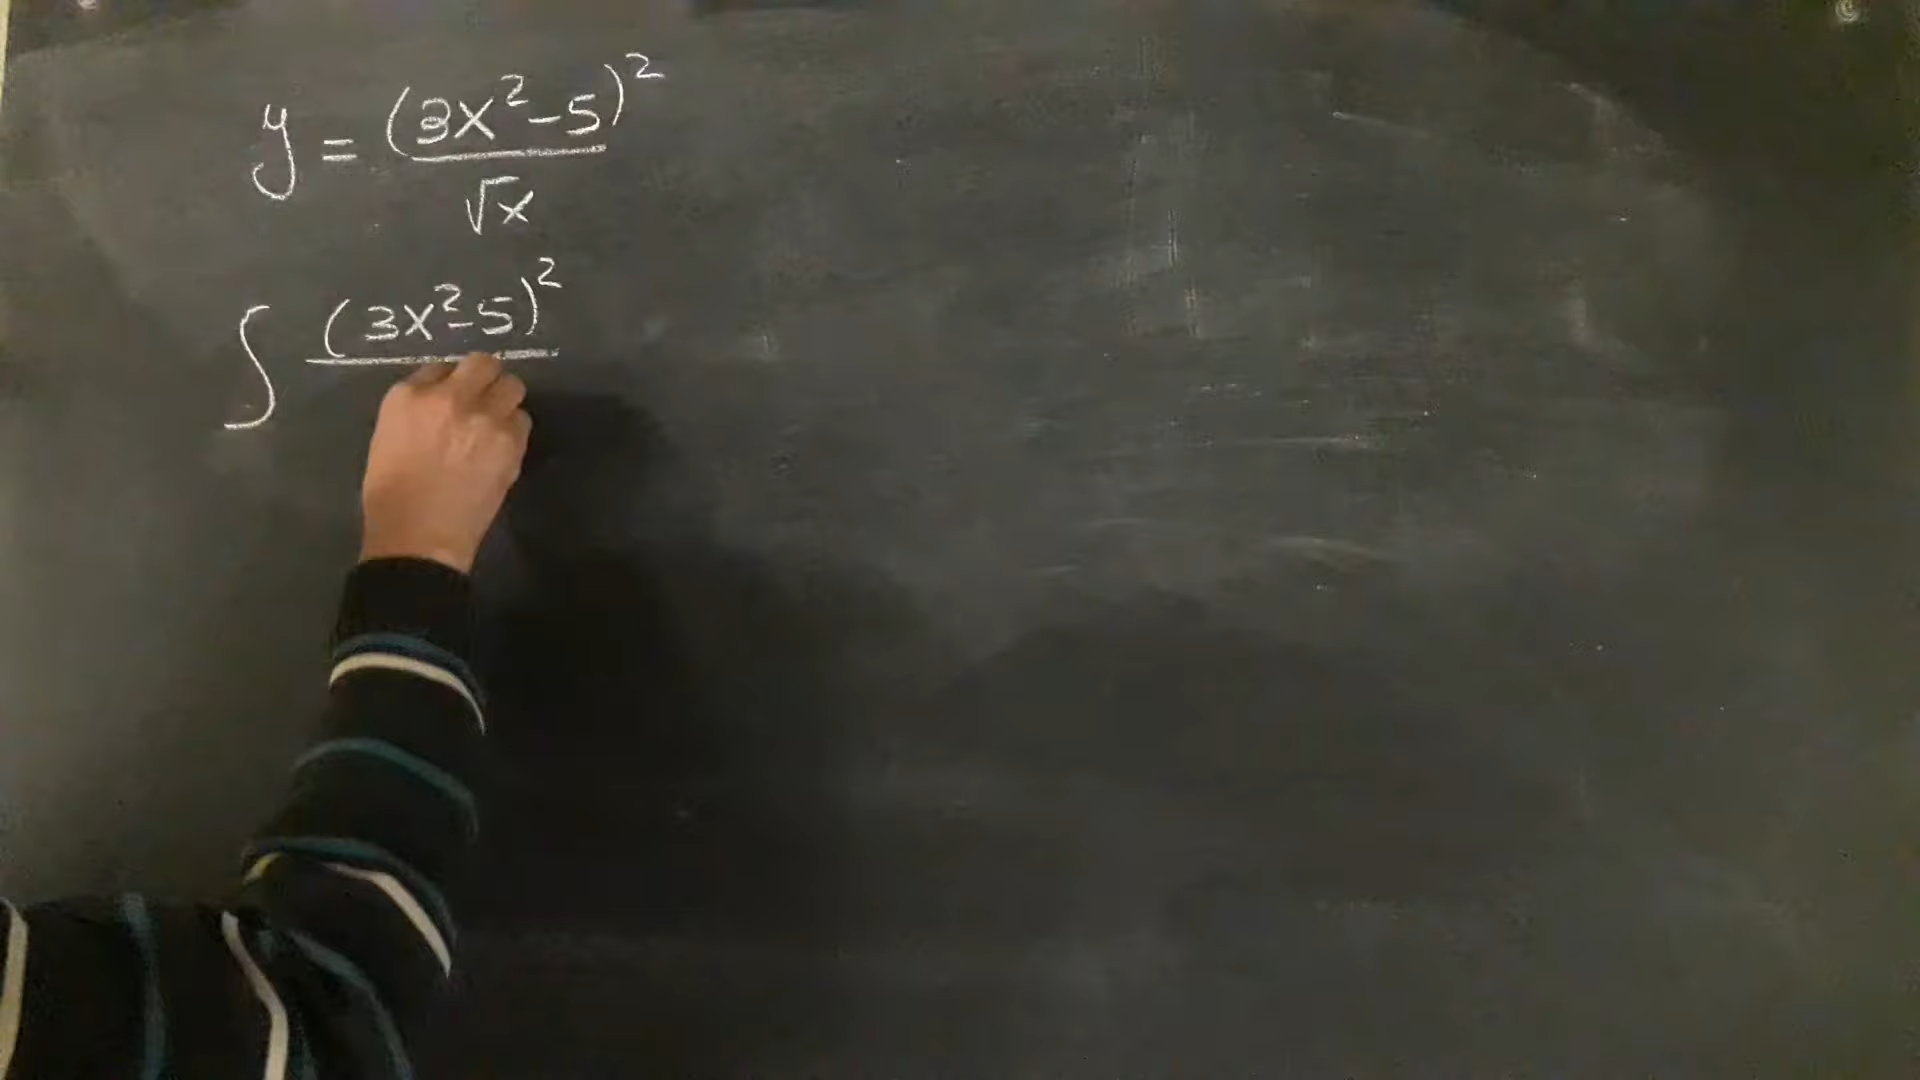 y = (3x² - 5)² / √x
∫ (3x² - 5)²